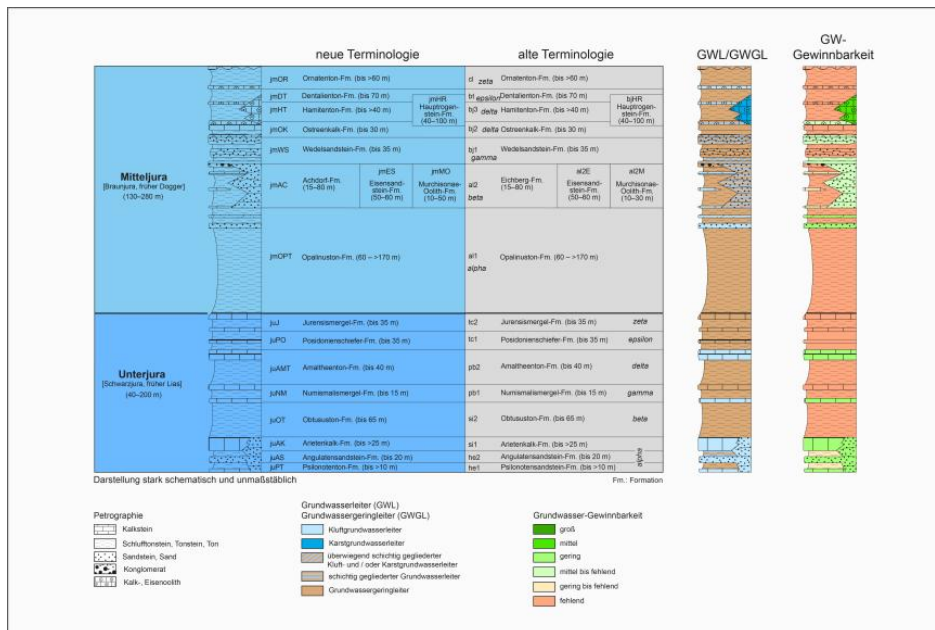 neue Terminologie
alte Terminologie
GWL/GWGL
GW-
Gewinnbarkeit
Mitteljura
[Braunjura, früher Dogger]
(130–280 m)
jmOR Ornatenton-Fm. (bis >60 m) cl zeta Ornatenton-Fm. (bis >60 m)
jmDT Dentalienton-Fm. (bis 70 m) bt epsilon Dentalienton-Fm. (bis 70 m)
jmHT Hamitenton-Fm. (bis >40 m) bj3 delta Hamitenton-Fm. (bis >40 m)
jmHR
Hauptrogen-
stein-Fm.
(40–100 m)
bjHR
Hauptrogen-
stein-Fm.
(40–100 m)
jmOK Ostreenkalk-Fm. (bis 30 m) bj2 delta Ostreenkalk-Fm. (bis 30 m)
jmWS Wedelsandstein-Fm. (bis 35 m) bj1 gamma Wedelsandstein-Fm. (bis 35 m)
jmAC Achdorf-Fm.
(15–80 m)
jmES
Eisensand-
stein-Fm.
(50–60 m)
jmMO
Murchisonae-
Oolith-Fm.
(10–50 m)
al2 beta Eichberg-Fm.
(15–80 m)
al2E
Eisensand-
stein-Fm.
(50–60 m)
al2M
Murchisonae-
Oolith-Fm.
(10–30 m)
jmOPT Opalinuston-Fm. (60 – >170 m) al1 alpha Opalinuston-Fm. (60 – >170 m)
Unterjura
[Schwarzjura, früher Lias]
(40–200 m)
juJ Jurensismergel-Fm. (bis 35 m) tc2 Jurensismergel-Fm. (bis 35 m) zeta
juPO Posidonienschiefer-Fm. (bis 35 m) tc1 Posidonienschiefer-Fm. (bis 35 m) epsilon
juAMT Amaltheenton-Fm. (bis 40 m) pb2 Amaltheenton-Fm. (bis 40 m) delta
juNM Numismalismergel-Fm. (bis 15 m) pb1 Numismalismergel-Fm. (bis 15 m) gamma
juOT Obtususton-Fm. (bis 65 m) si2 Obtususton-Fm. (bis 65 m) beta
juAK Arietenkalk-Fm. (bis >25 m) si1 Arietenkalk-Fm. (bis >25 m)
juAS Angulatensandstein-Fm. (bis 20 m) he2 Angulatensandstein-Fm. (bis 20 m) alpha
juPT Psilonotenton-Fm. (bis >10 m) he1 Psilonotensandstein-Fm. (bis >10 m)
Darstellung stark schematisch und unmaßstäblich
Fm.: Formation
Petrographie
Kalkstein
Schlufftonstein, Tonstein, Ton
Sandstein, Sand
Konglomerat
Kalk-, Eisenoolith
Grundwasserleiter (GWL)
Grundwassergeringleiter (GWGL)
Kluftgrundwasserleiter
Karstgrundwasserleiter
überwiegend schichtig gegliederter
Kluft- und / oder Karstgrundwasserleiter
schichtig gegliederter Grundwasserleiter
Grundwassergeringleiter
Grundwasser-Gewinnbarkeit
groß
mittel
gering
mittel bis fehlend
gering bis fehlend
fehlend